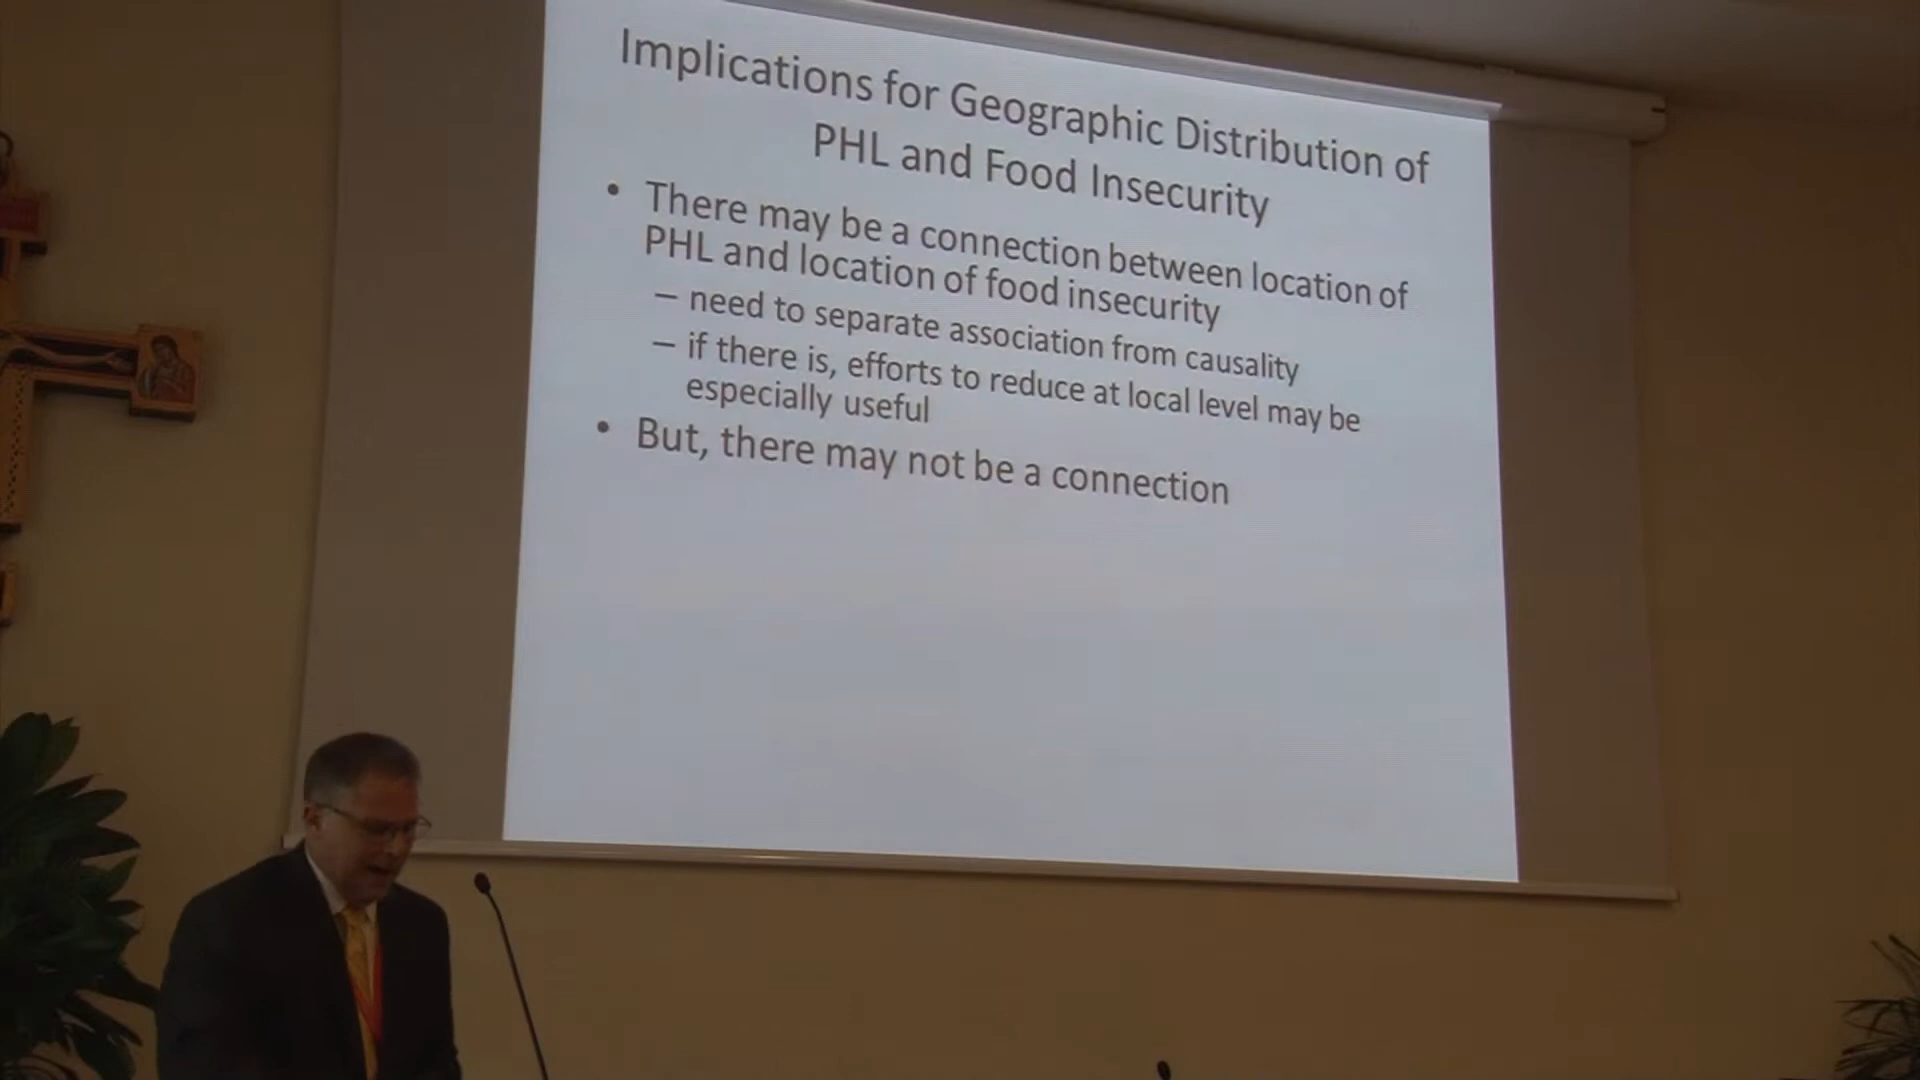 Implications for Geographic Distribution of
PHL and Food Insecurity
• There may be a connection between location of
PHL and location of food insecurity
– need to separate association from causality
– if there is, efforts to reduce at local level may be
especially useful
• But, there may not be a connection